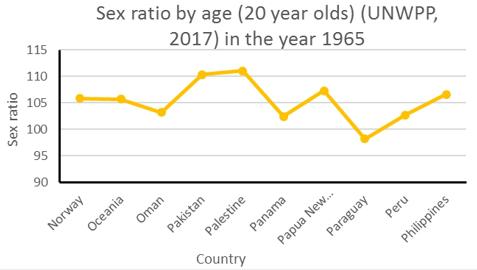 Sex ratio by age (20 year olds) (UNWPP,
2017) in the year 1965
115
110
105
100
95
90
Sex ratio
Norway
Oceania
Oman
Pakistan
Palestine
Panama
Papua New...
Paraguay
Peru
Philippines
Country